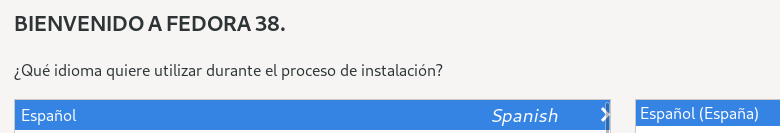 BIENVENIDO A FEDORA 38.
¿Qué idioma quiere utilizar durante el proceso de instalación?
Español Spanish Español (España)